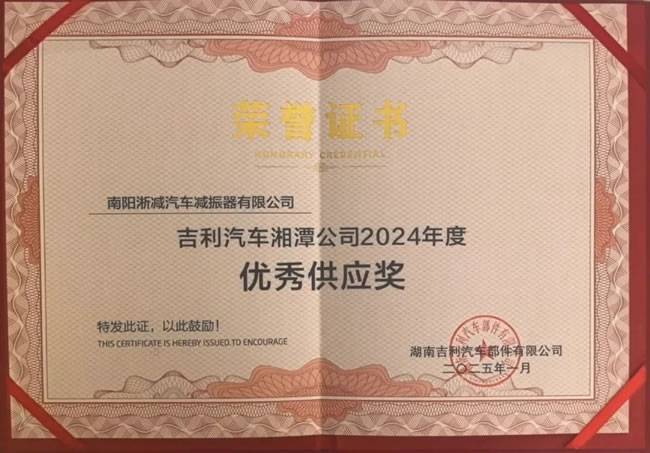 荣誉证书
HONORARY CREDENTIAL
南阳淅减汽车减振器有限公司
吉利汽车湘潭公司2024年度
优秀供应奖
特发此证，以此鼓励！
THIS CERTIFICATE IS HEREBY ISSUED TO ENCOURAGE
湖南吉利汽车部件有限公司
二〇二五年一月